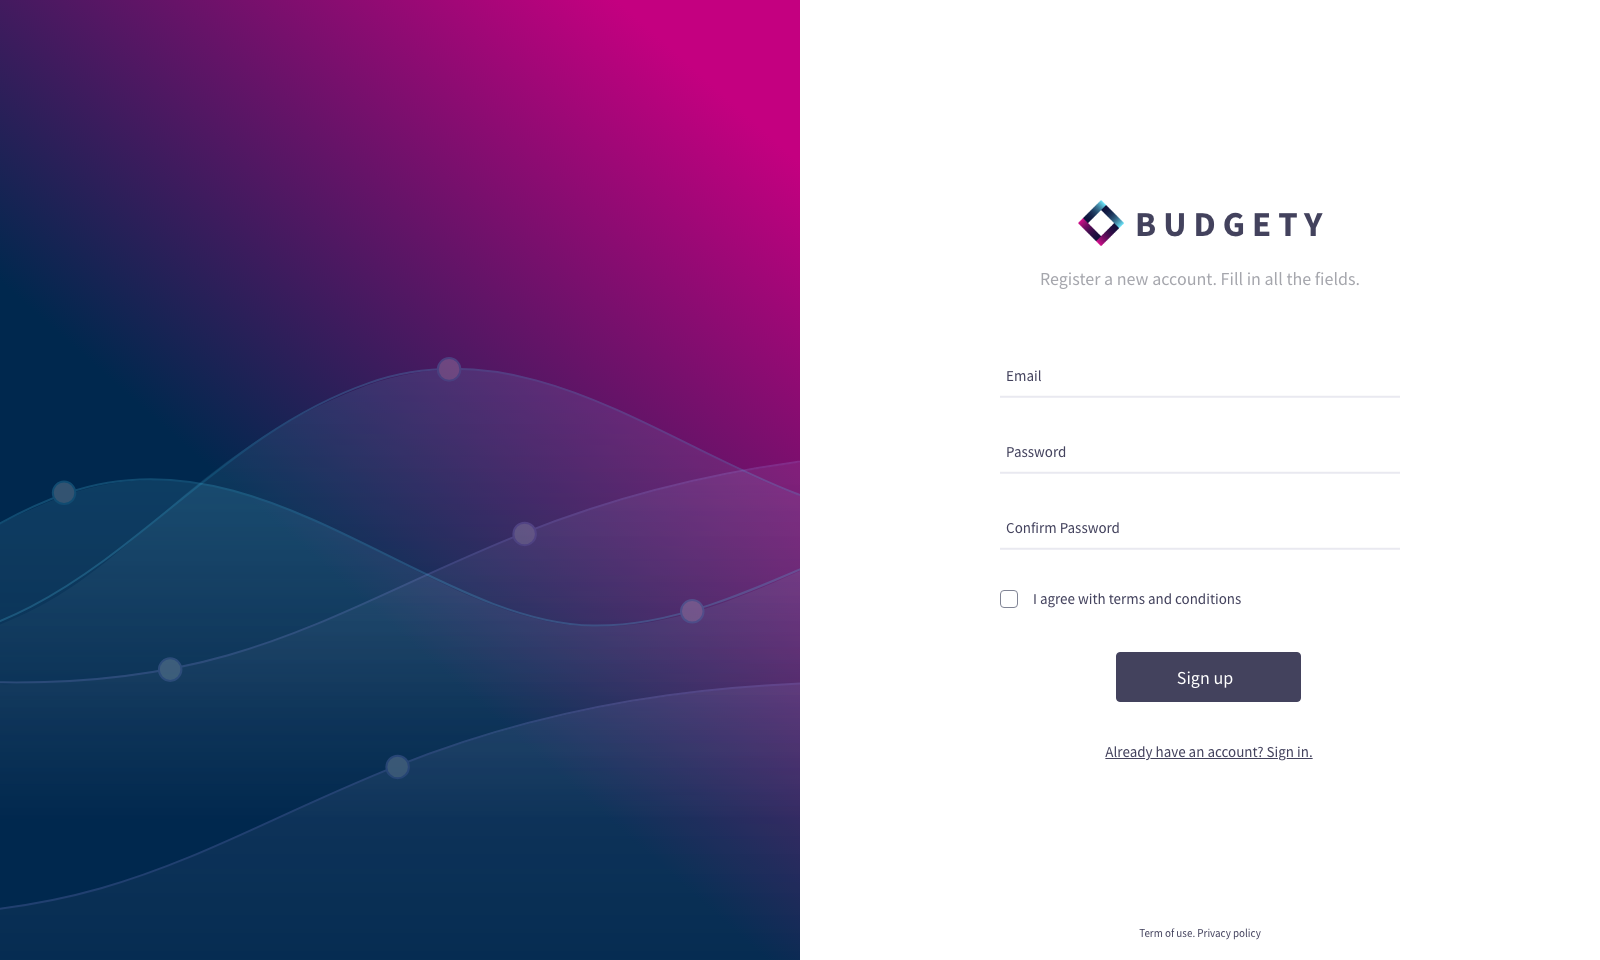 BUDGETY
Register a new account. Fill in all the fields.
Email
Password
Confirm Password
I agree with terms and conditions
Sign up
Already have an account? Sign in.
Term of use. Privacy policy